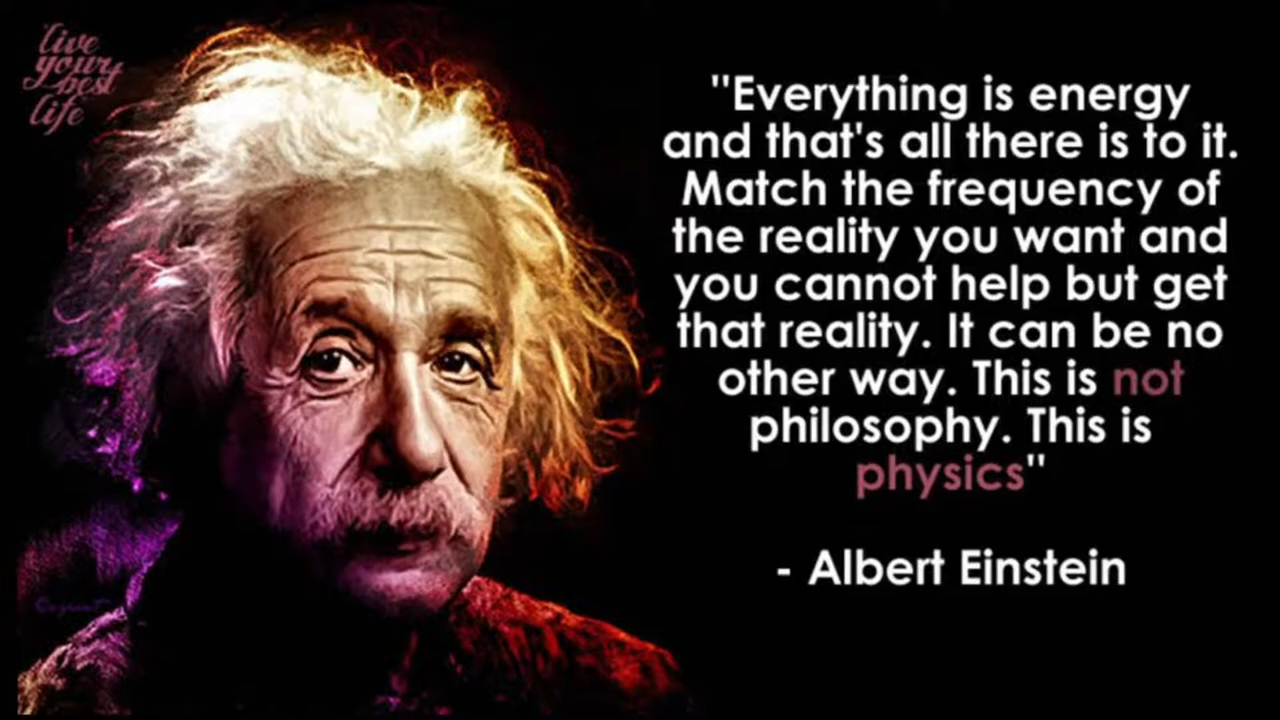 live
your
best
life
"Everything is energy
and that's all there is to it.
Match the frequency of
the reality you want and
you cannot help but get
that reality. It can be no
other way. This is not
philosophy. This is
physics"
- Albert Einstein